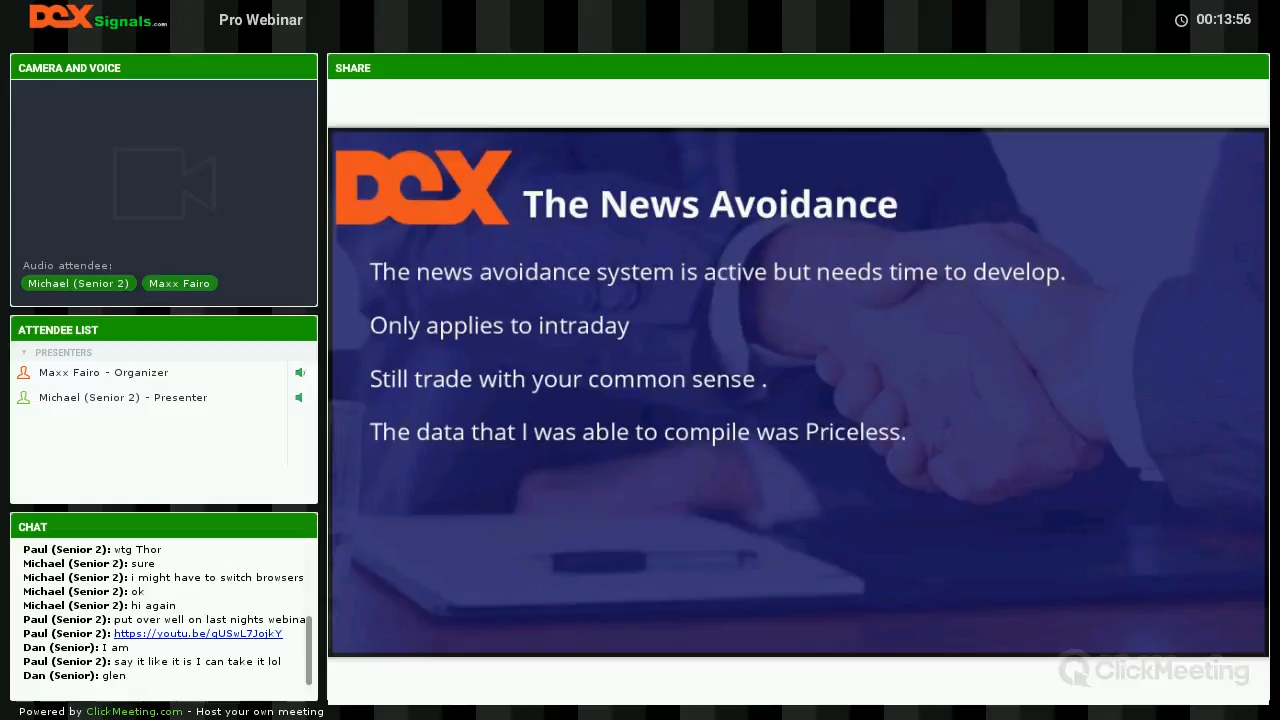 DCX Signals.com
Pro Webinar
00:13:56
CAMERA AND VOICE
Audio attendee:
Michael (Senior 2)
Maxx Fairo
ATTENDEE LIST
PRESENTERS
Maxx Fairo - Organizer
Michael (Senior 2) - Presenter
CHAT
Paul (Senior 2): wtg Thor
Michael (Senior 2): sure
Michael (Senior 2): i might have to switch browsers
Michael (Senior 2): ok
Michael (Senior 2): hi again
Paul (Senior 2): put over well on last nights webina
Paul (Senior 2): https://youtu.be/qUSwL7JojkY
Dan (Senior): I am
Paul (Senior 2): say it like it is I can take it lol
Dan (Senior): glen
Powered by ClickMeeting.com - Host your own meeting
SHARE
DCX The News Avoidance
The news avoidance system is active but needs time to develop.
Only applies to intraday
Still trade with your common sense .
The data that I was able to compile was Priceless.
ClickMeeting